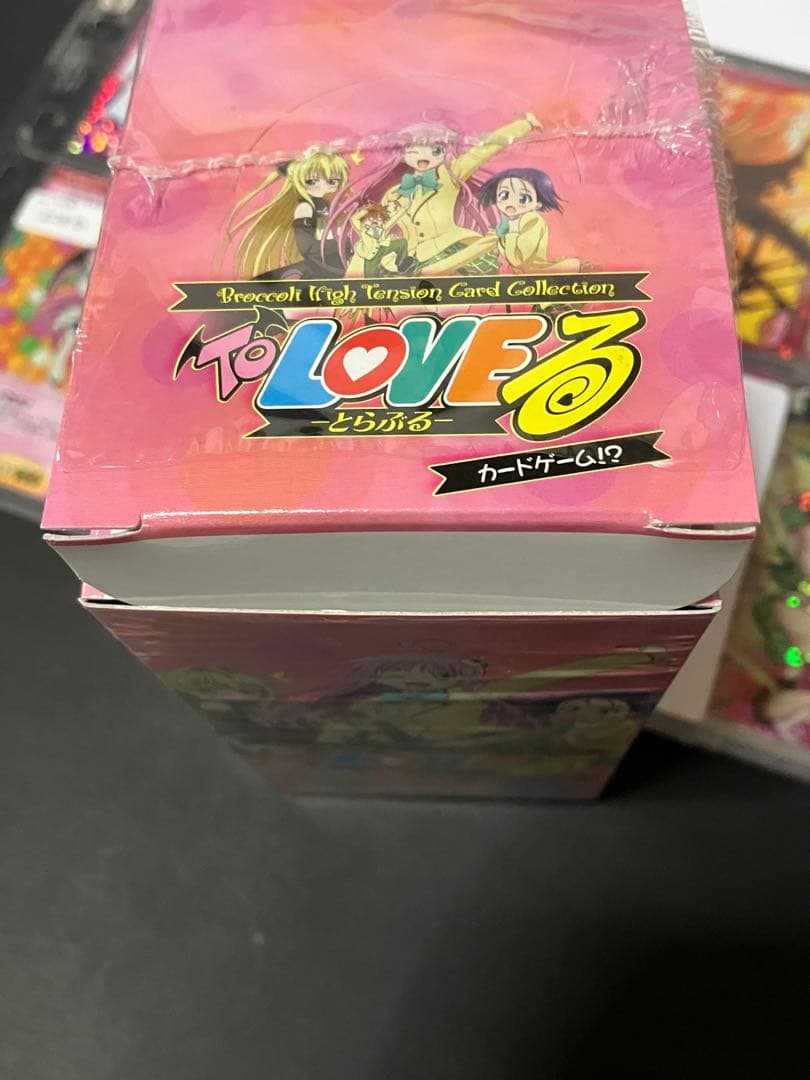 Broccoli High Tension Card Collection
To LOVEる
-とらぶる-
カードゲーム!?